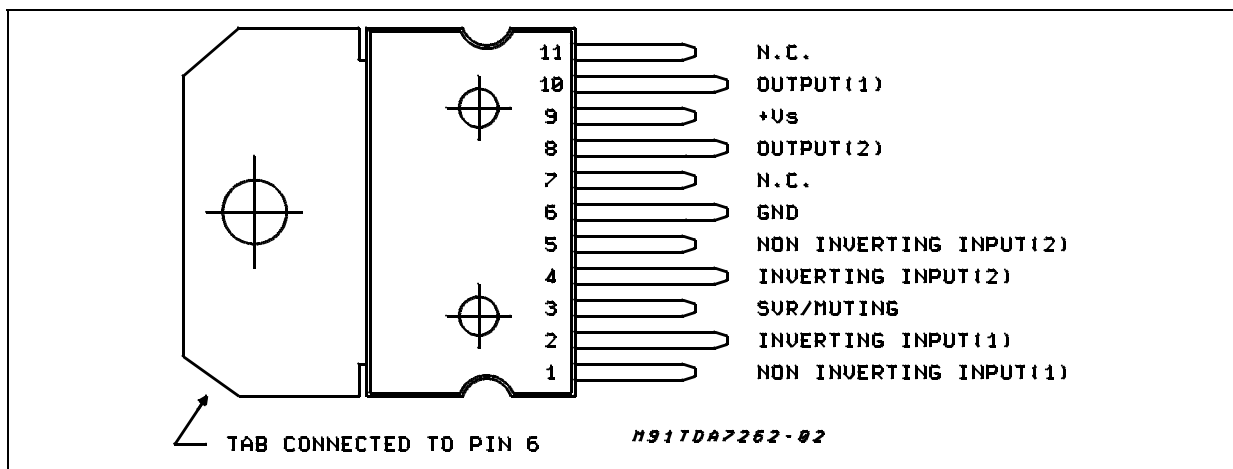 11 N.C.
10 OUTPUT(1)
9 +Vs
8 OUTPUT(2)
7 N.C.
6 GND
5 NON INVERTING INPUT(2)
4 INVERTING INPUT(2)
3 SVR/MUTING
2 INVERTING INPUT(1)
1 NON INVERTING INPUT(1)
TAB CONNECTED TO PIN 6
M91TDA7262-02